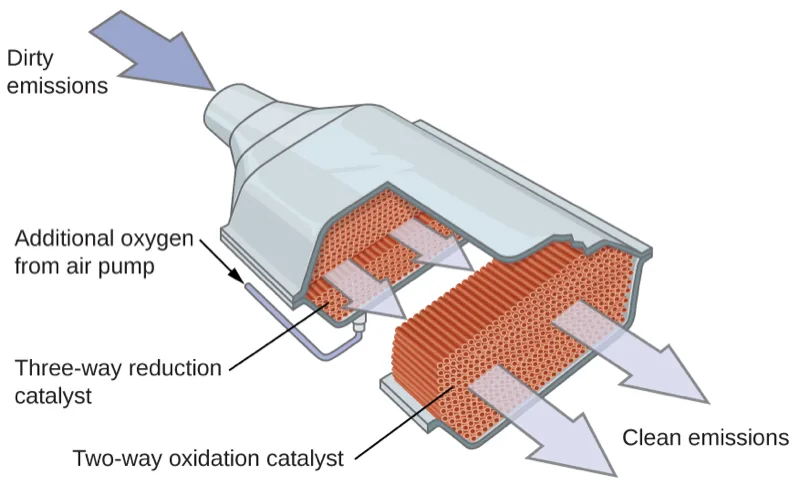 Dirty
emissions
Additional oxygen
from air pump
Three-way reduction
catalyst
Two-way oxidation catalyst
Clean emissions